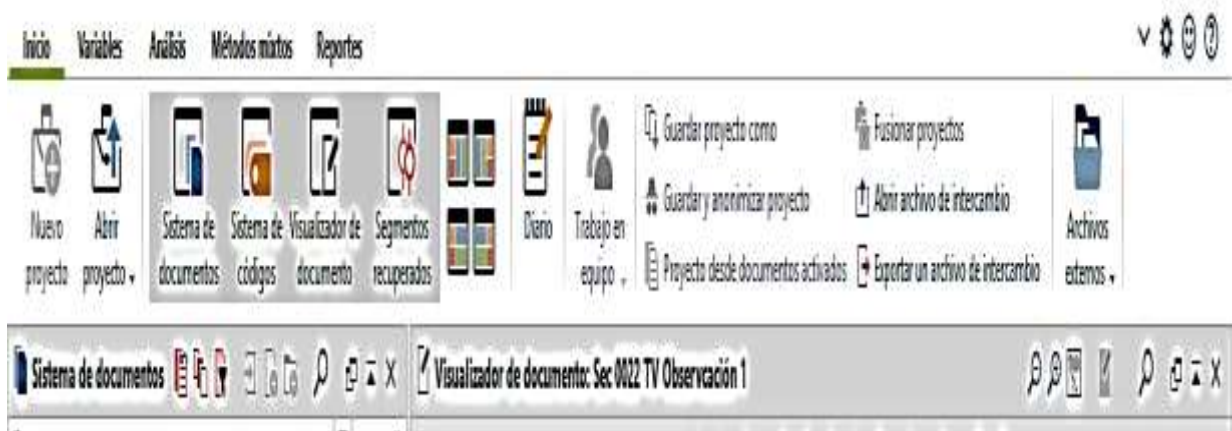 Inicio Variables Análisis Métodos mixtos Reportes
Nuevo proyecto
Abrir proyecto
Sistema de documentos
Sistema de códigos
Visualizador de documento
Segmentos recuperados
Diario
Trabajo en equipo
Guardar proyecto como
Guardar y anonimizar proyecto
Proyecto desde documentos activados
Fusionar proyectos
Abrir archivo de intercambio
Exportar un archivo de intercambio
Archivos externos
Sistema de documentos
Visualizador de documento: Sec 0022 TV Observcación 1